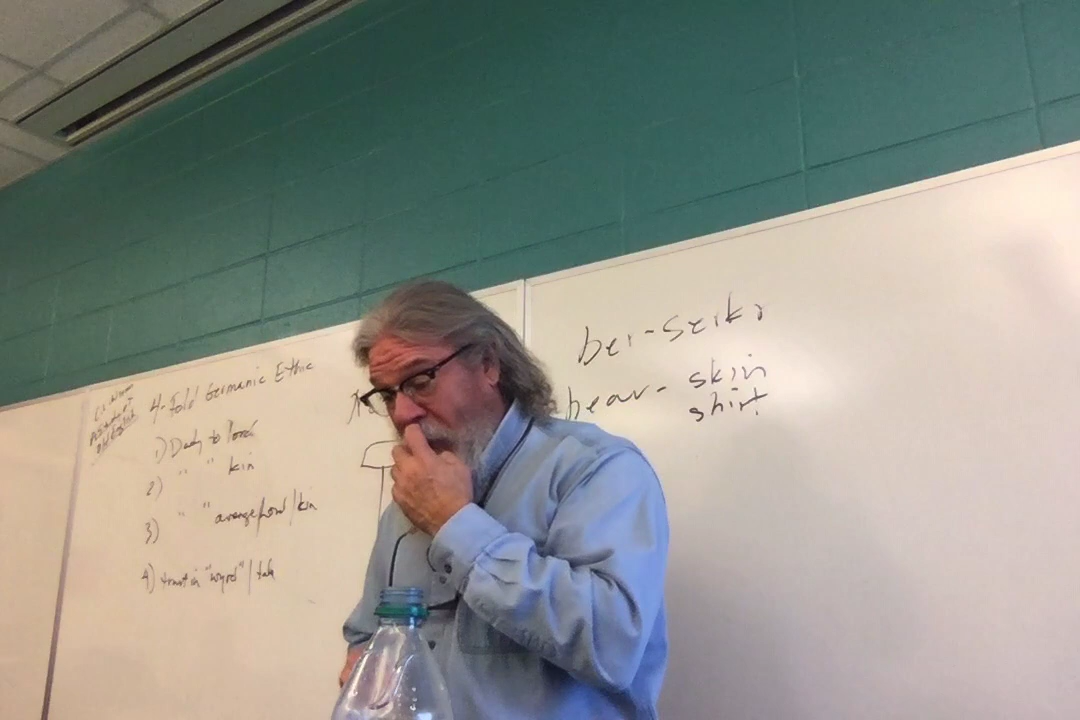 4-Fold Germanic Ethic
1) Duty to lord
2) " " kin
3) " " avenge lord/kin
4) trust in "wyrd"/fate
ber-serkr
bear- skin
shirt